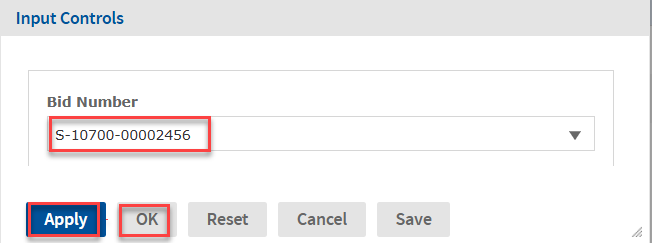 Input Controls
Bid Number
S-10700-00002456
Apply OK Reset Cancel Save